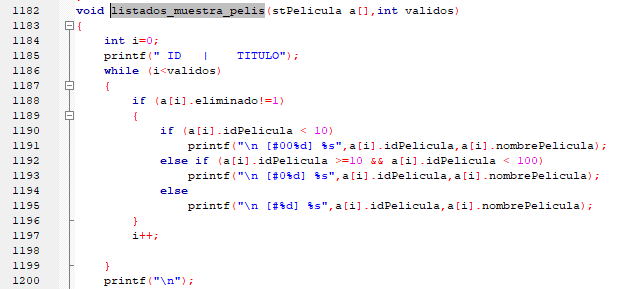 1182 void listados_muestra_pelis(stPelicula a[],int validos)
1183 {
1184 int i=0;
1185 printf(" ID | TITULO");
1186 while (i<validos)
1187 {
1188 if (a[i].eliminado!=1)
1189 {
1190 if (a[i].idPelicula < 10)
1191 printf("\n [#00%d] %s",a[i].idPelicula,a[i].nombrePelicula);
1192 else if (a[i].idPelicula >=10 && a[i].idPelicula < 100)
1193 printf("\n [#0%d] %s",a[i].idPelicula,a[i].nombrePelicula);
1194 else
1195 printf("\n [#%d] %s",a[i].idPelicula,a[i].nombrePelicula);
1196 }
1197 i++;
1198
1199 }
1200 printf("\n");